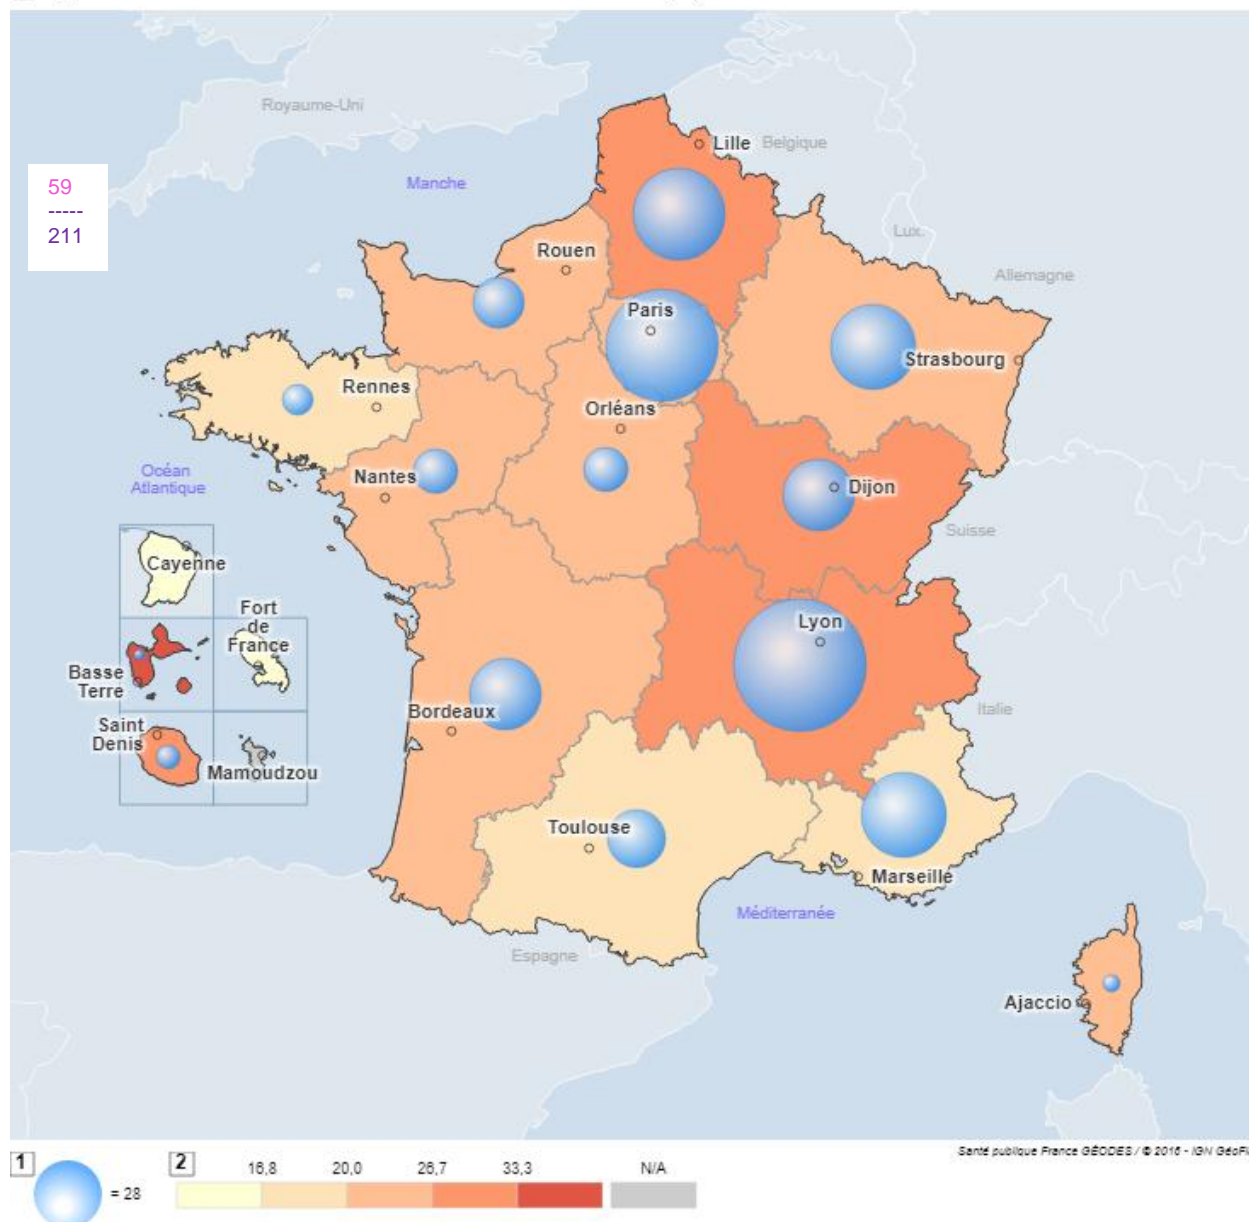 Royaume-Uni
Lille
Belgique
59
-----
211
Manche
Lux.
Rouen
Allemagne
Paris
Strasbourg
Rennes
Orléans
Océan
Atlantique
Nantes
Dijon
Suisse
Cayenne
Fort
de
France
Lyon
Basse
Terre
Saint
Denis
Bordeaux
Italie
Mamoudzou
Toulouse
Marseille
Méditerranée
Espagne
Ajaccio
Santé publique France GÉODES / © 2016 - IGN GéoFl
1
= 28
2
16,8 20,0 26,7 33,3 N/A